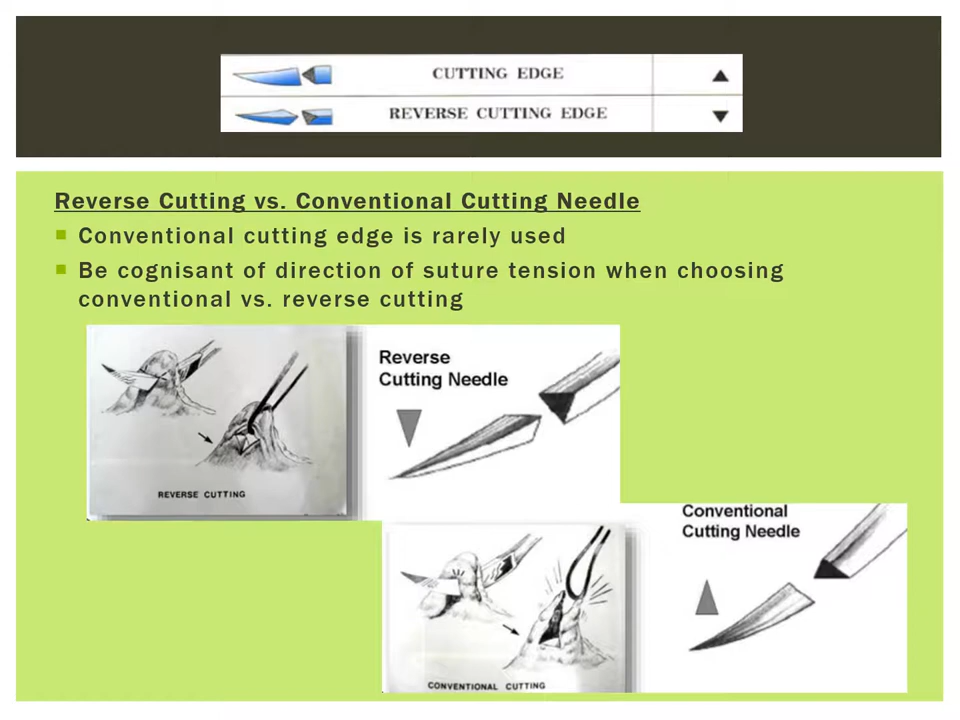 CUTTING EDGE
REVERSE CUTTING EDGE
Reverse Cutting vs. Conventional Cutting Needle
Conventional cutting edge is rarely used
Be cognisant of direction of suture tension when choosing
conventional vs. reverse cutting
Reverse
Cutting Needle
REVERSE CUTTING
Conventional
Cutting Needle
CONVENTIONAL CUTTING